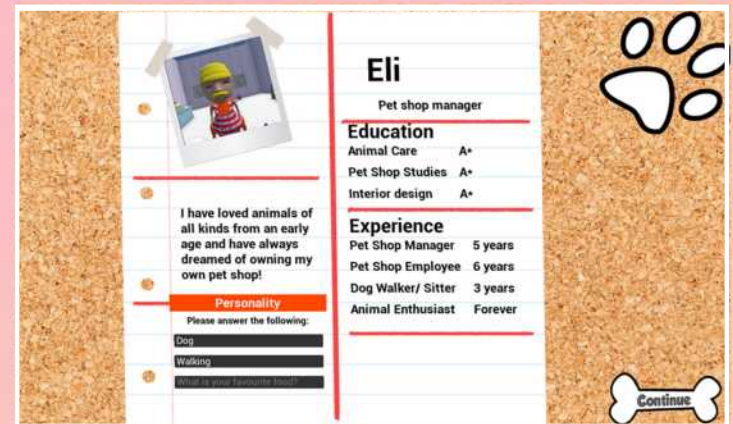 Eli
Pet shop manager
Education
Animal Care A+
Pet Shop Studies A+
Interior design A+
I have loved animals of
all kinds from an early
age and have always
dreamed of owning my
own pet shop!
Experience
Pet Shop Manager 5 years
Pet Shop Employee 6 years
Dog Walker/ Sitter 3 years
Animal Enthusiast Forever
Personality
Please answer the following:
Dog
Walking
What is your favourite food?
Continue